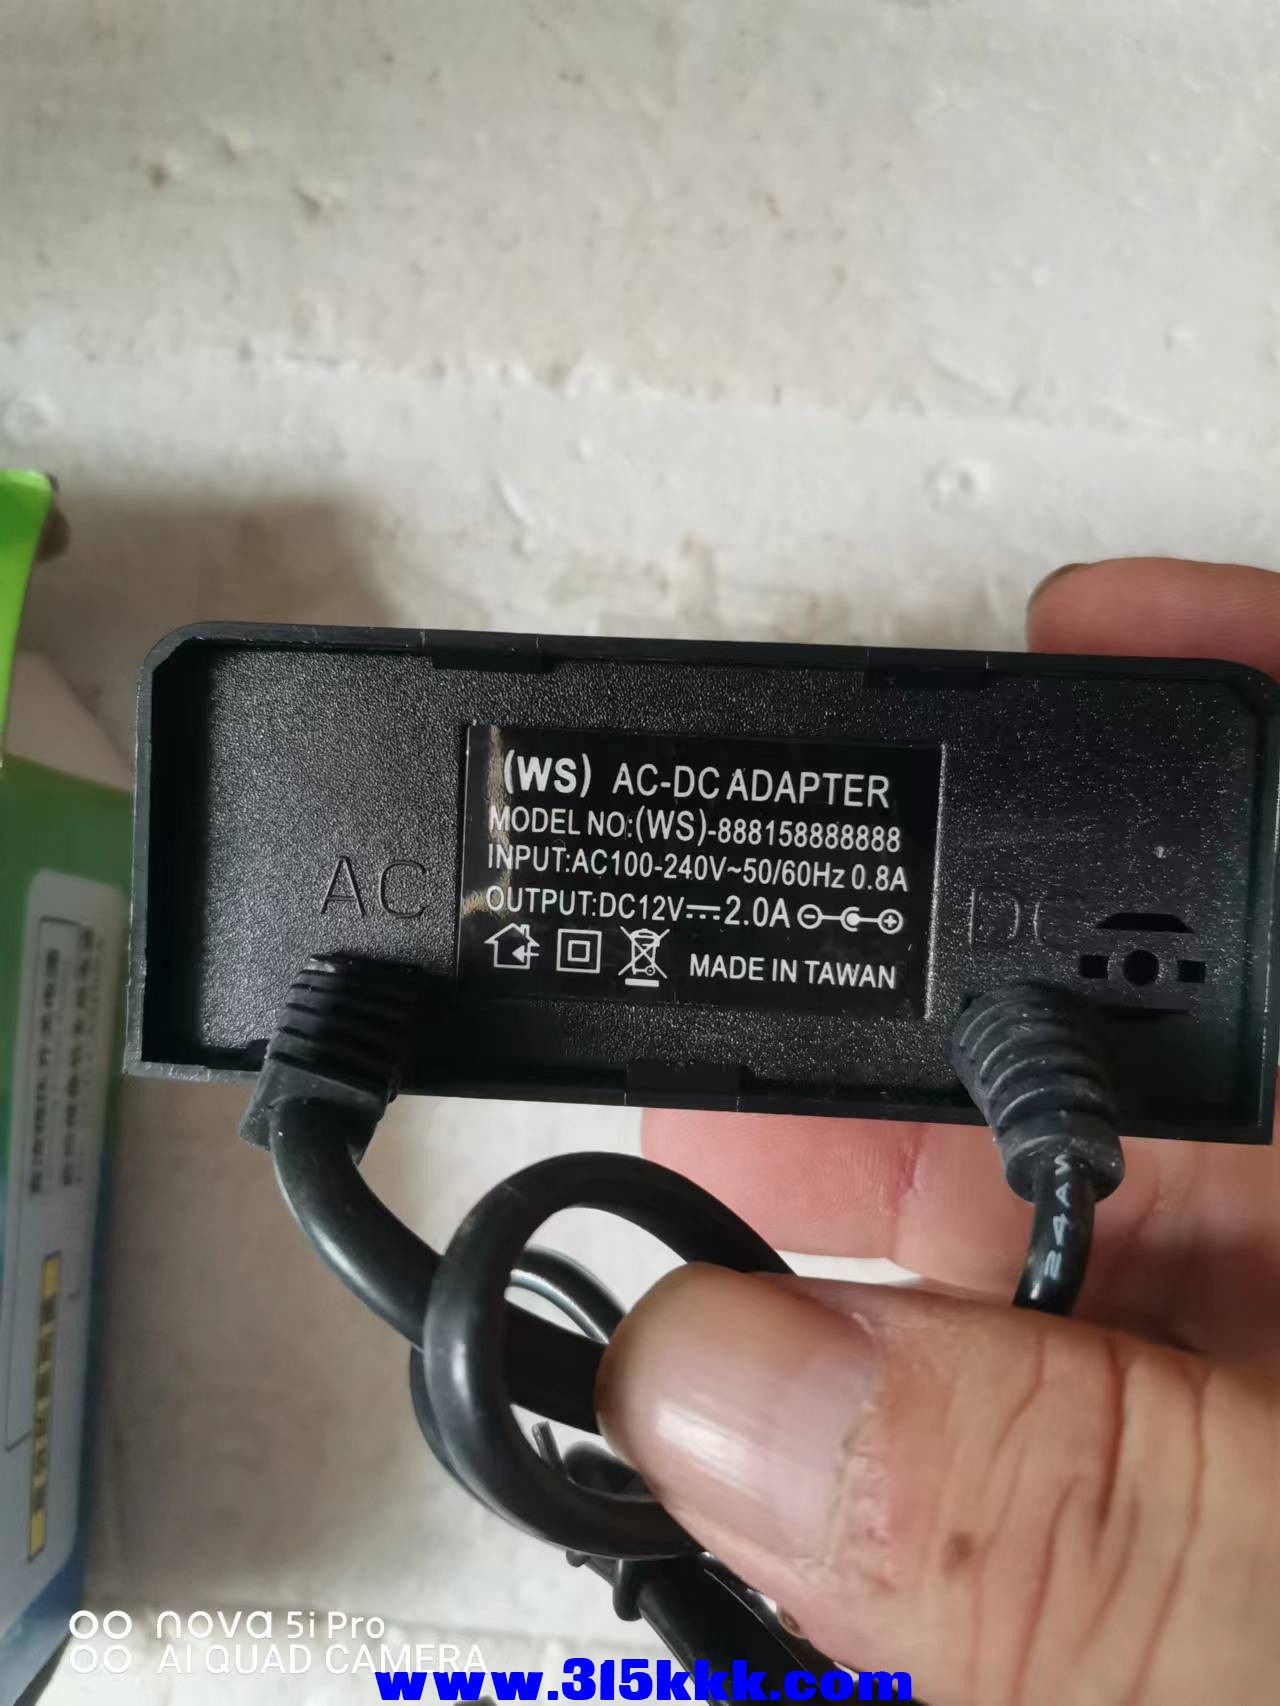 (WS) AC-DC ADAPTER
MODEL NO:(WS)-888158888888
INPUT:AC100-240V~50/60Hz 0.8A
OUTPUT:DC12V⎓2.0A
MADE IN TAWAN
AC
DC
24AW
nova 5i Pro
AI QUAD CAMERA
www.315kkk.com